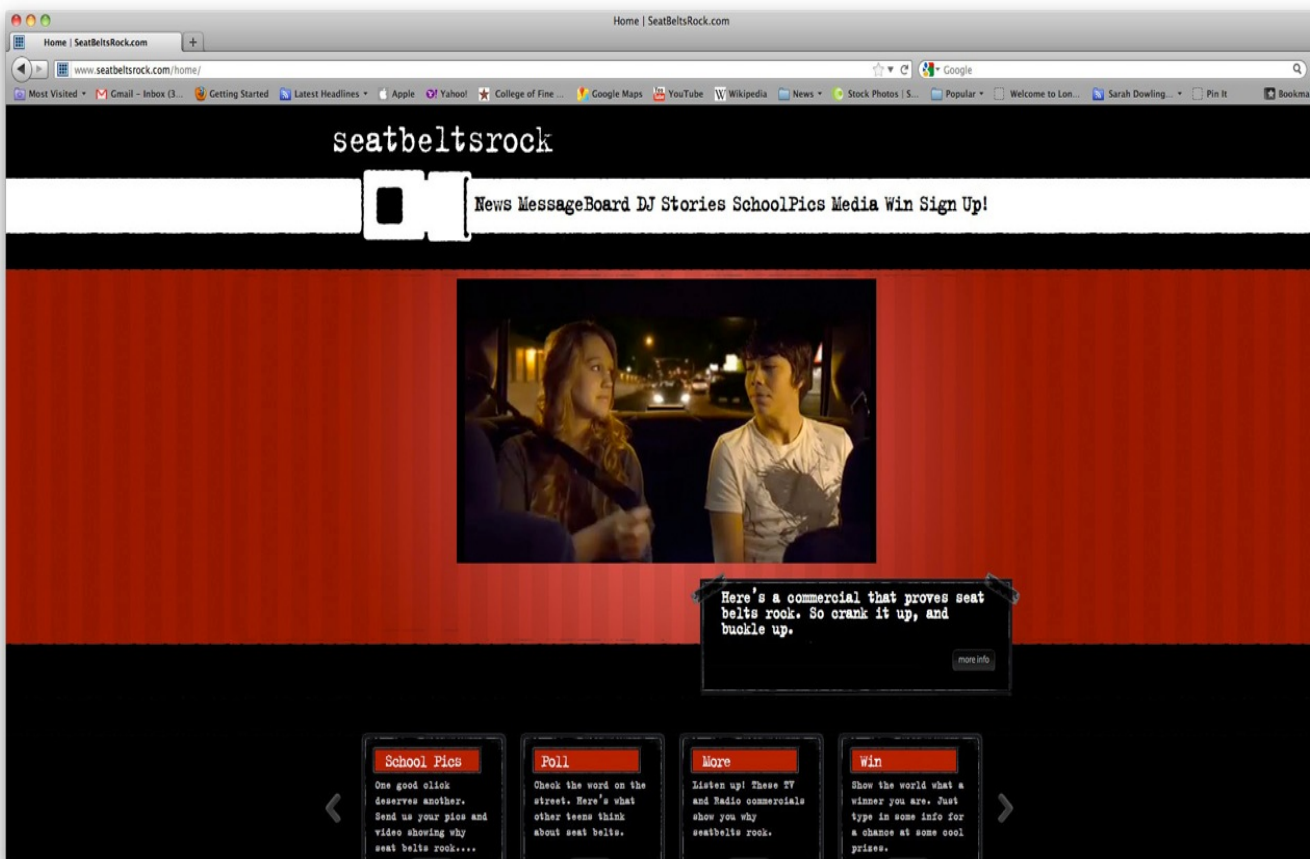 Home | SeatBeltsRock.com
Home | SeatBeltsRock.com +
www.seatbeltsrock.com/home/ Google
Most Visited Gmail - Inbox (3... Getting Started Latest Headlines Apple Yahoo! College of Fine ... Google Maps YouTube Wikipedia News Stock Photos | S... Popular Welcome to Lon... Sarah Dowling... Pin It Bookma
seatbeltsrock
News MessageBoard DJ Stories SchoolPics Media Win Sign Up!
Here's a commercial that proves seat
belts rock. So crank it up, and
buckle up.
more info
School Pics
One good click
deserves another.
Send us your pics and
video showing why
seat belts rock....
Poll
Check the word on the
street. Here's what
other teens think
about seat belts.
More
Listen up! These TV
and Radio commercials
show you why
seatbelts rock.
Win
Show the world what a
winner you are. Just
type in some info for
a chance at some cool
prizes.